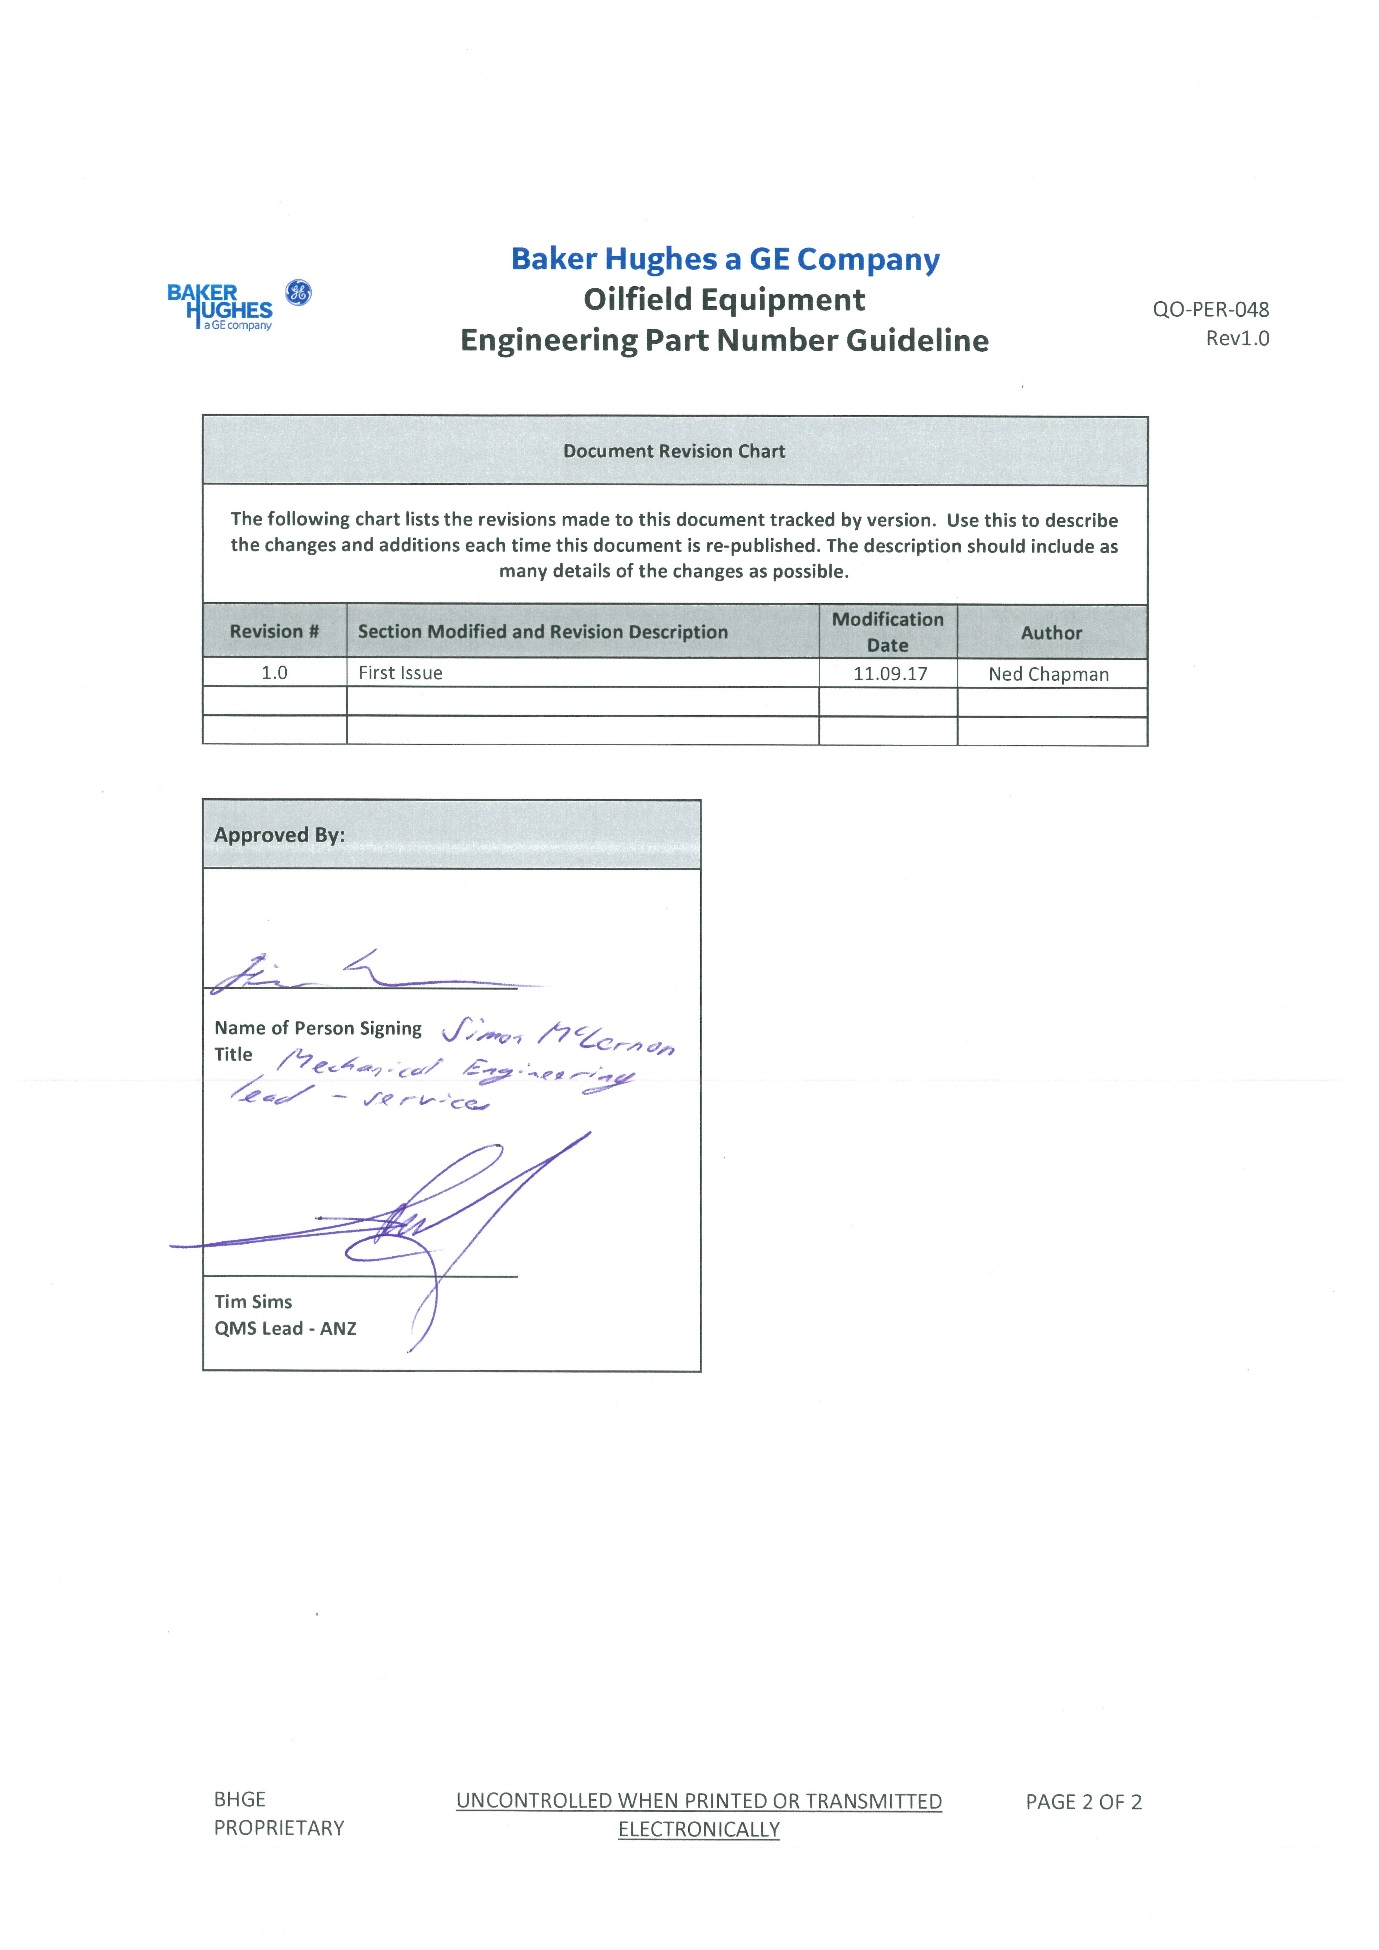 BAKER
HUGHES
a GE company
Baker Hughes a GE Company
Oilfield Equipment
Engineering Part Number Guideline
QO-PER-048
Rev1.0
Document Revision Chart
The following chart lists the revisions made to this document tracked by version. Use this to describe
the changes and additions each time this document is re-published. The description should include as
many details of the changes as possible.
Revision # Section Modified and Revision Description Modification Date Author
1.0 First Issue 11.09.17 Ned Chapman
Approved By:
Name of Person Signing Simon McLernon
Title Mechanical Engineering
lead - services
Tim Sims
QMS Lead - ANZ
BHGE
PROPRIETARY
UNCONTROLLED WHEN PRINTED OR TRANSMITTED
ELECTRONICALLY
PAGE 2 OF 2